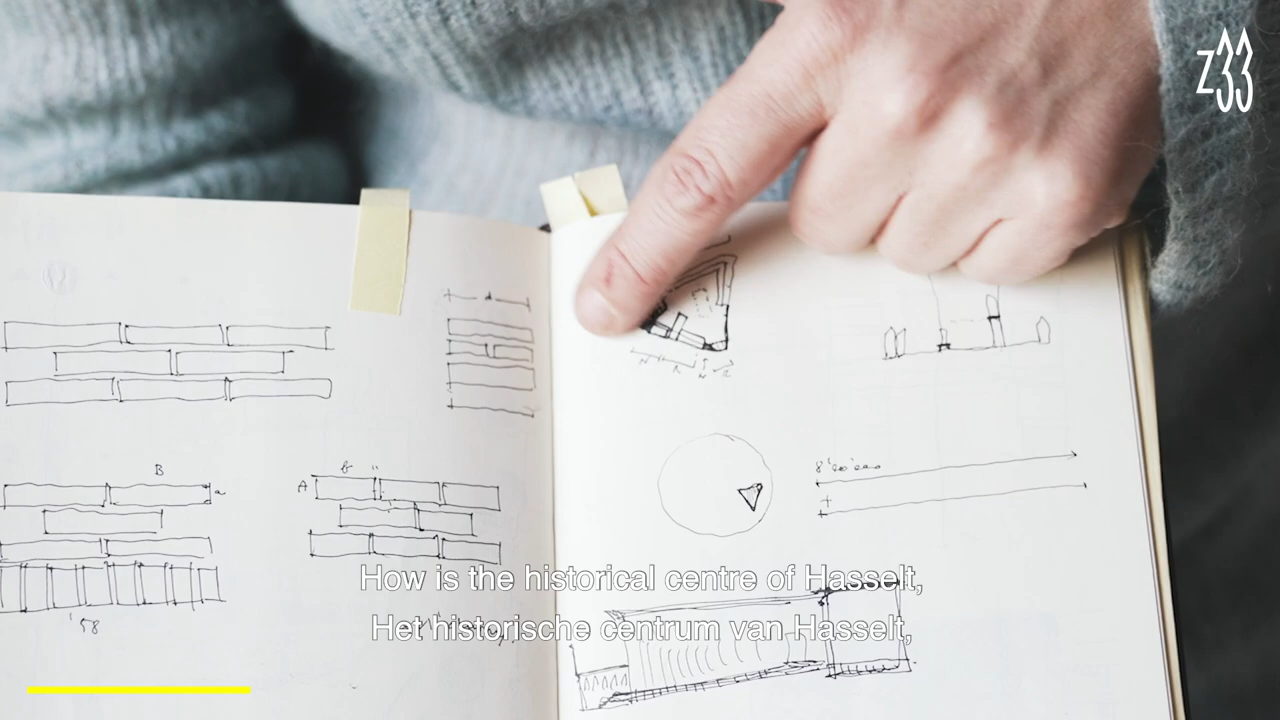 Z33
d
B
a
A
b
'58
How is the historical centre of Hasselt,
Het historische centrum van Hasselt,